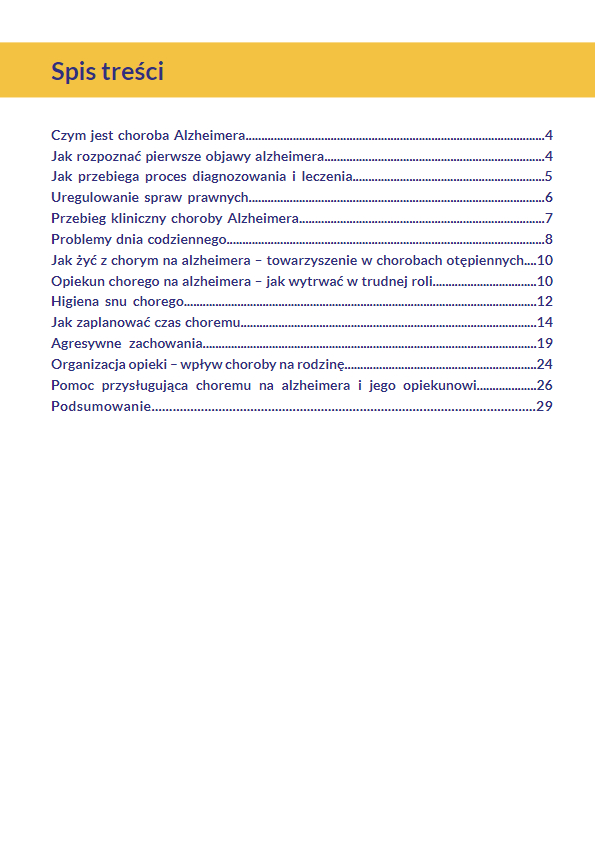 Spis treści
Czym jest choroba Alzheimera....................................................................................................4
Jak rozpoznać pierwsze objawy alzheimera..........................................................................4
Jak przebiega proces diagnozowania i leczenia.................................................................5
Uregulowanie spraw prawnych...................................................................................................6
Przebieg kliniczny choroby Alzheimera..................................................................................7
Problemy dnia codziennego..........................................................................................................8
Jak żyć z chorym na alzheimera – towarzyszenie w chorobach otępiennych....10
Opiekun chorego na alzheimera – jak wytrwać w trudnej roli...................................10
Higiena snu chorego......................................................................................................................12
Jak zaplanować czas choremu...................................................................................................14
Agresywne zachowania................................................................................................................19
Organizacja opieki – wpływ choroby na rodzinę................................................................24
Pomoc przysługująca choremu na alzheimera i jego opiekunowi...................26
Podsumowanie.............................................................................................................29